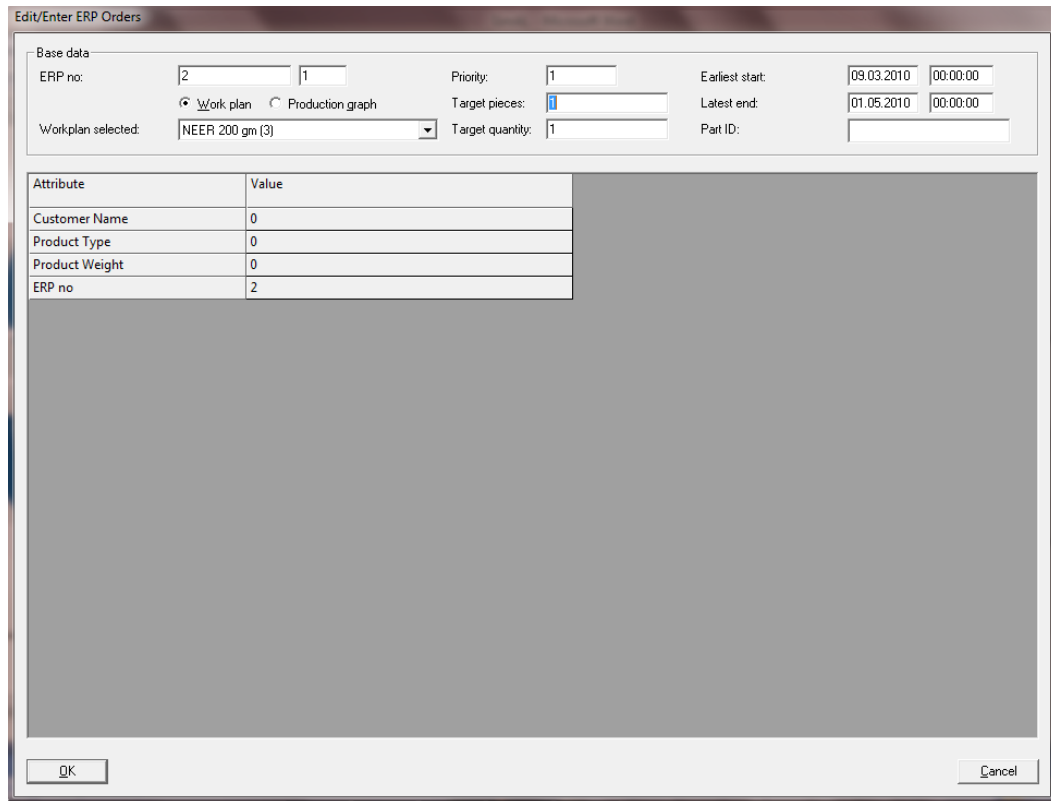 Edit/Enter ERP Orders
Base data
ERP no: 2 1 Priority: 1 Earliest start: 09.03.2010 00:00:00
Work plan Production graph Target pieces: 1 Latest end: 01.05.2010 00:00:00
Workplan selected: NEER 200 gm (3) Target quantity: 1 Part ID:
Attribute Value
Customer Name 0
Product Type 0
Product Weight 0
ERP no 2
OK Cancel